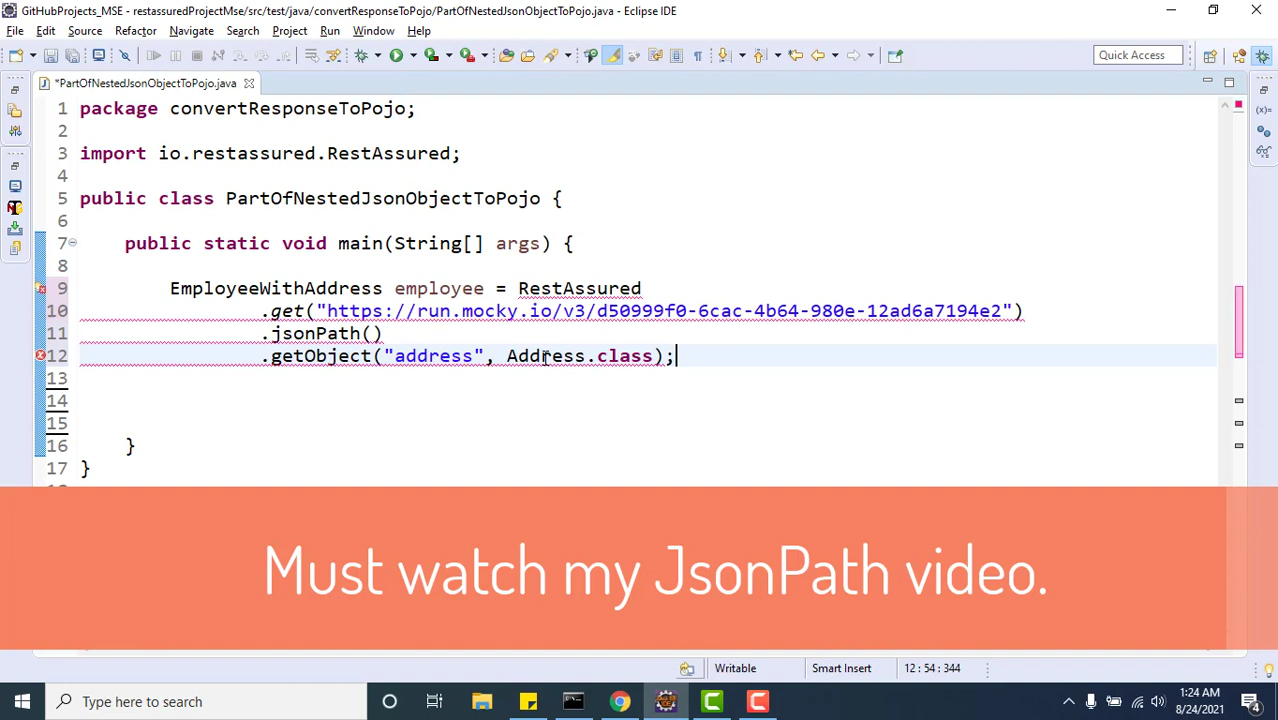 GitHubProjects_MSE - restassuredProjectMse/src/test/java/convertResponseToPojo/PartOfNestedJsonObjectToPojo.java - Eclipse IDE
File Edit Source Refactor Navigate Search Project Run Window Help
Quick Access
*PartOfNestedJsonObjectToPojo.java
1 package convertResponseToPojo;
2
3 import io.restassured.RestAssured;
4
5 public class PartOfNestedJsonObjectToPojo {
6
7 public static void main(String[] args) {
8
9 EmployeeWithAddress employee = RestAssured
10 .get("https://run.mocky.io/v3/d50999f0-6cac-4b64-980e-12ad6a7194e2")
11 .jsonPath()
12 .getObject("address", Address.class);
13
14
15
16 }
17 }
Must watch my JsonPath video.
Writable Smart Insert 12 : 54 : 344
Type here to search
1:24 AM
8/24/2021
4